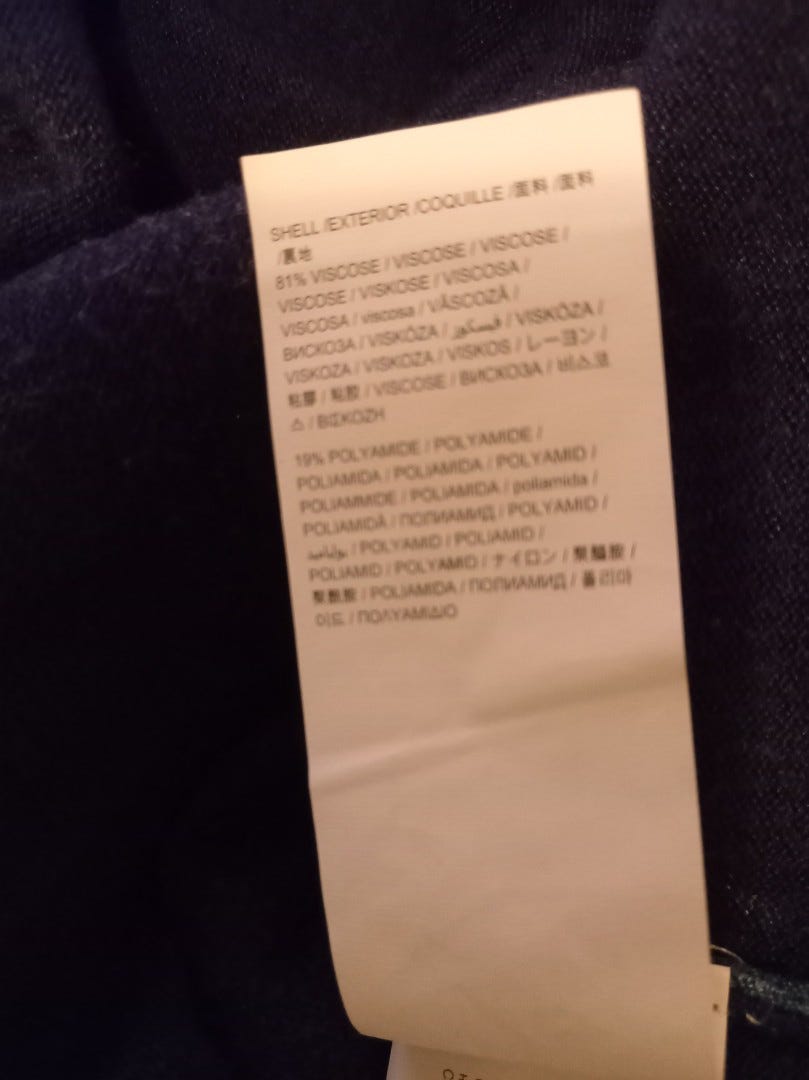 SHELL /EXTERIOR /COQUILLE /面料 /面料
/裏地
81% VISCOSE / VISCOSE / VISCOSE /
VISCOSE / VISKOSE / VISCOSA /
VISCOSA / viscosa / VÂSCOZĂ /
ВИСКОЗА / VISKÓZA / فيسكوز / VISKÓZA /
VISKOZA / VISKOZA / VISKOS / レーヨン /
粘膠 / 粘胶 / VISCOSE / ВИСКОЗА / 비스코
스 / ΒΙΣΚΟΖΗ
19% POLYAMIDE / POLYAMIDE /
POLIAMIDA / POLIAMIDA / POLYAMID /
POLIAMMIDE / POLIAMIDA / poliamida /
POLIAMIDĂ / ПОЛИАМИД / POLYAMID /
بولياميد / POLYAMID / POLIAMID /
POLIAMID / POLYAMID / ナイロン / 聚醯胺 /
聚酰胺 / POLIAMIDA / ПОЛИАМИД / 폴리아
미드 / ΠΟΛΥΑΜΙΔΙΟ